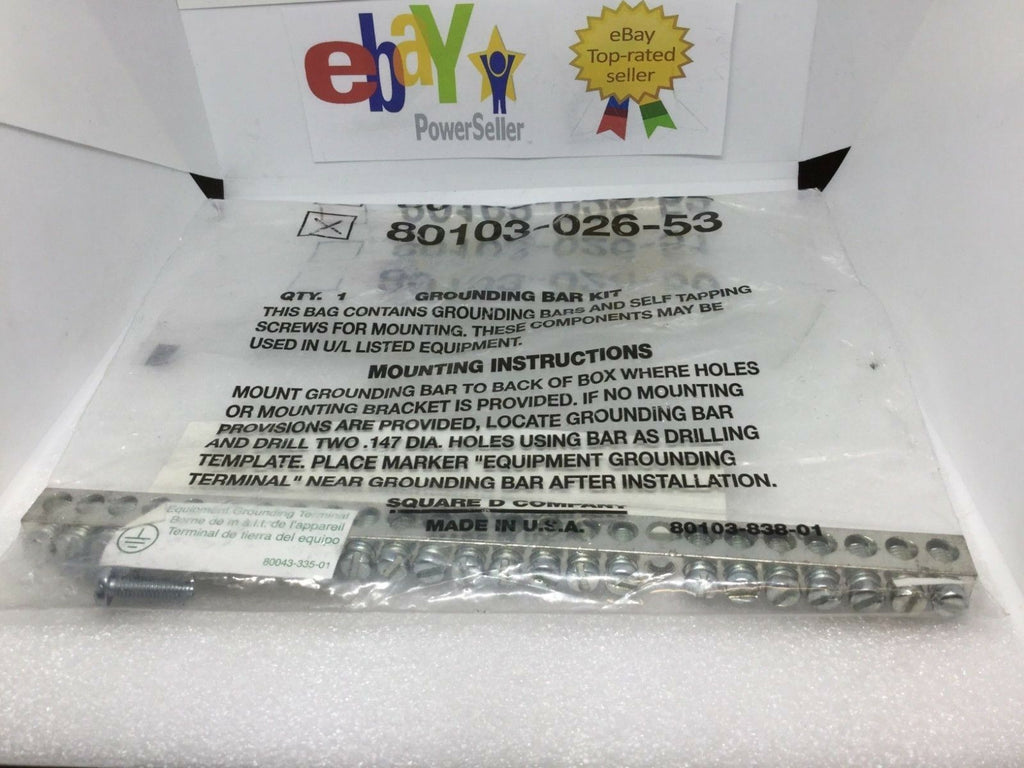 ebay
PowerSeller
eBay
Top-rated
seller
80103-026-53
QTY. 1 GROUNDING BAR KIT
THIS BAG CONTAINS GROUNDING BARS AND SELF TAPPING
SCREWS FOR MOUNTING. THESE COMPONENTS MAY BE
USED IN U/L LISTED EQUIPMENT.
MOUNTING INSTRUCTIONS
MOUNT GROUNDING BAR TO BACK OF BOX WHERE HOLES
OR MOUNTING BRACKET IS PROVIDED. IF NO MOUNTING
PROVISIONS ARE PROVIDED, LOCATE GROUNDING BAR
AND DRILL TWO .147 DIA. HOLES USING BAR AS DRILLING
TEMPLATE. PLACE MARKER "EQUIPMENT GROUNDING
TERMINAL" NEAR GROUNDING BAR AFTER INSTALLATION.
SQUARE D COMPANY
MADE IN U.S.A. 80103-838-01
Equipment Grounding Terminal
Borne de m.à.l.t. de l'appareil
Terminal de tierra del equipo
80043-335-01